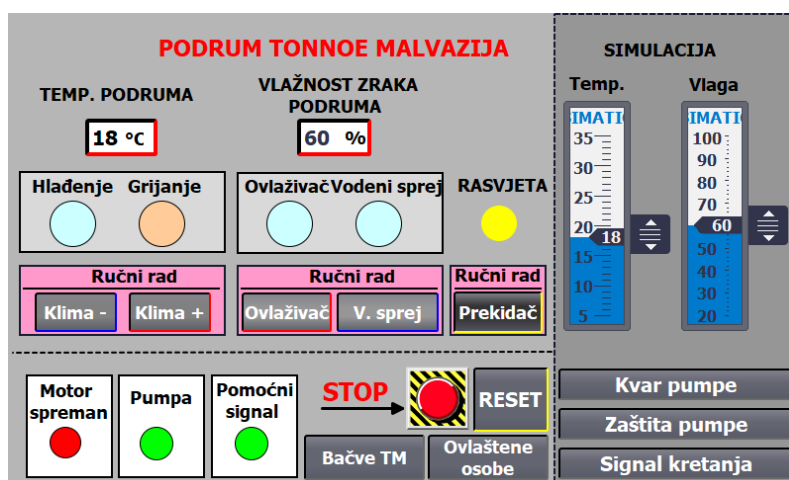 PODRUM TONNOE MALVAZIJA
TEMP. PODRUMA
VLAŽNOST ZRAKA
PODRUMA
18 °C
60 %
Hlađenje Grijanje
Ovlaživač Vodeni sprej
RASVJETA
Ručni rad
Klima -
Klima +
Ručni rad
Ovlaživač
V. sprej
Ručni rad
Prekidač
Motor
spreman
Pumpa
Pomoćni
signal
STOP
RESET
Bačve TM
Ovlaštene
osobe
SIMULACIJA
Temp.
Vlaga
IMATI
35
30
25
20
18
15
10
5
IMATI
100
90
80
70
60
50
40
30
20
Kvar pumpe
Zaštita pumpe
Signal kretanja